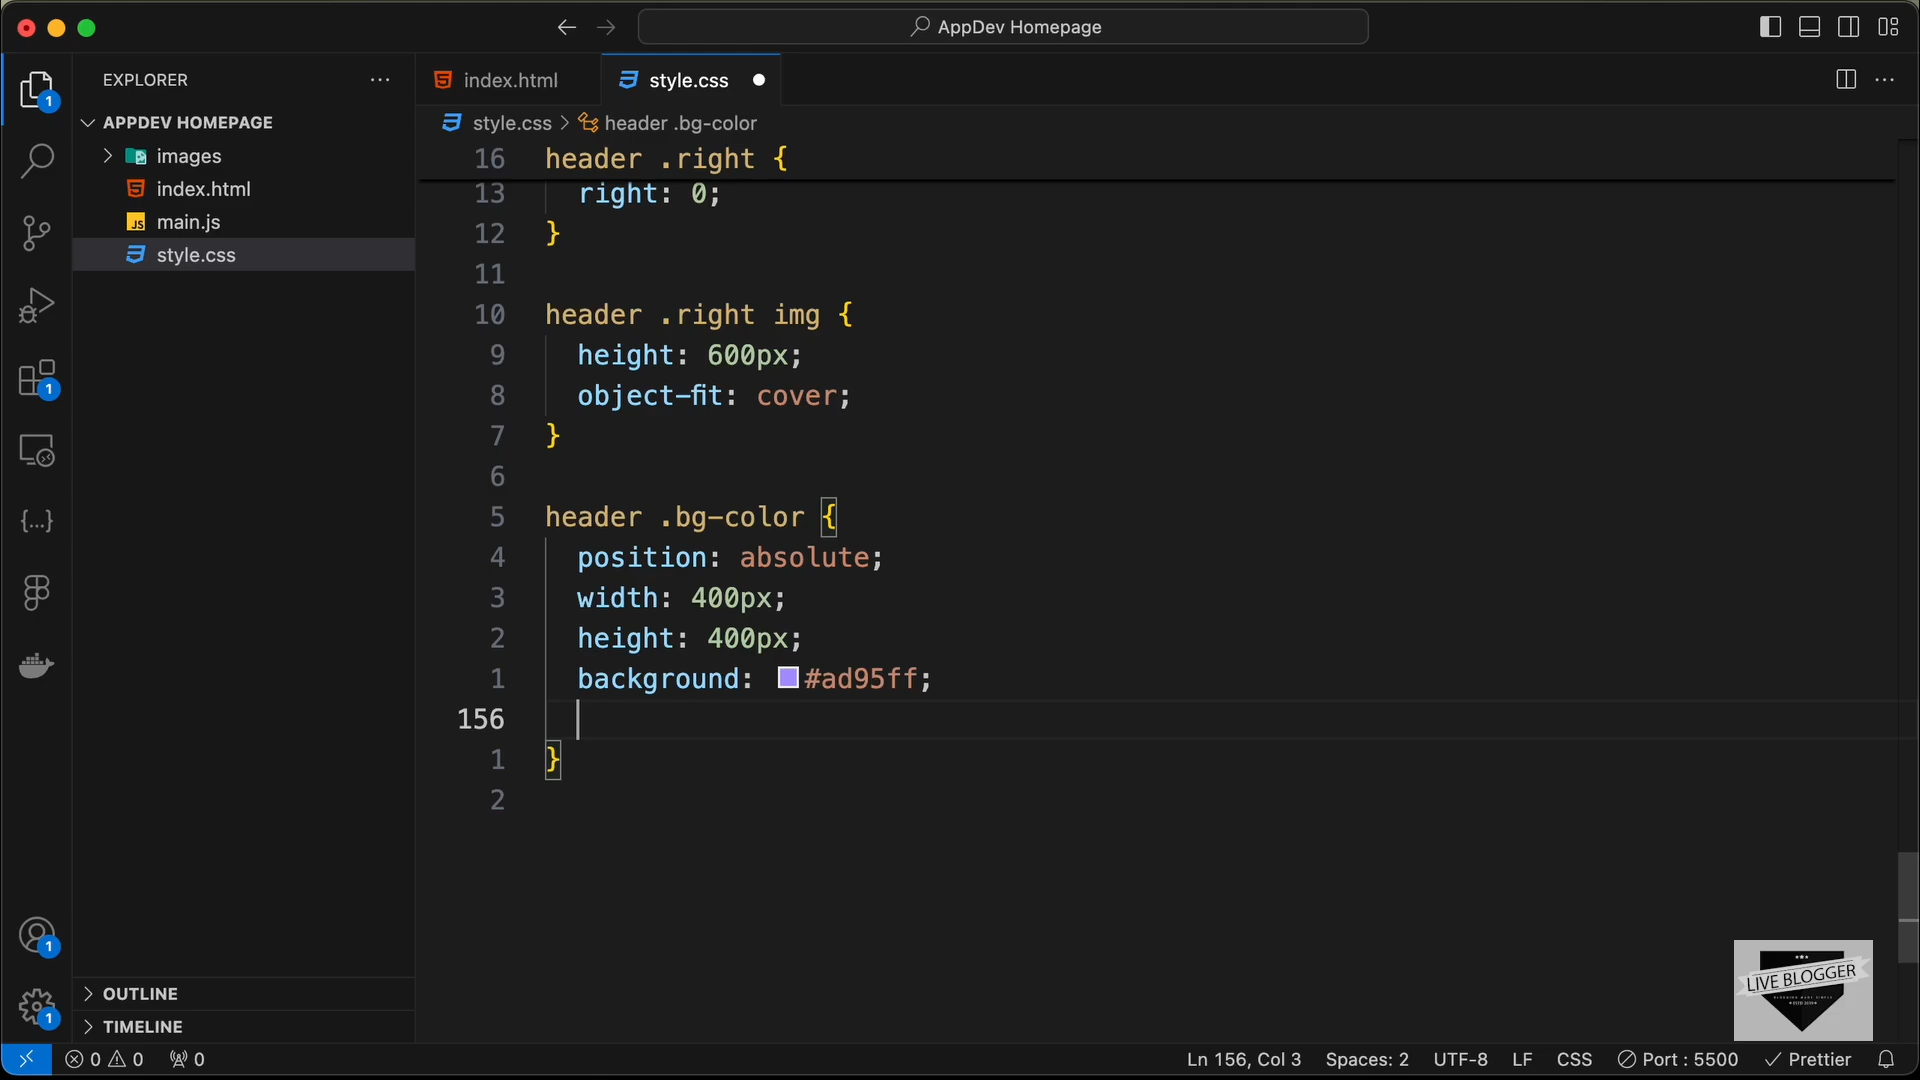 AppDev Homepage
EXPLORER
index.html
style.css
APPDEV HOMEPAGE
style.css > header .bg-color
images
16 header .right {
index.html
13 right: 0;
main.js
12 }
style.css
11
10 header .right img {
9 height: 600px;
8 object-fit: cover;
7 }
6
5 header .bg-color {
4 position: absolute;
3 width: 400px;
2 height: 400px;
1 background: #ad95ff;
156
1 }
2
1
1
{...}
1
1
OUTLINE
TIMELINE
LIVE BLOGGER
0 0 0
Ln 156, Col 3 Spaces: 2 UTF-8 LF CSS Port : 5500 Prettier